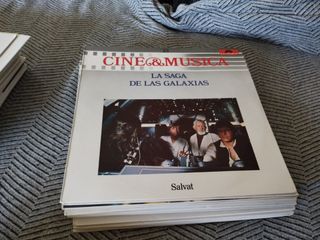 CINE&MUSICA
LA SAGA
DE LAS GALAXIAS
Salvat